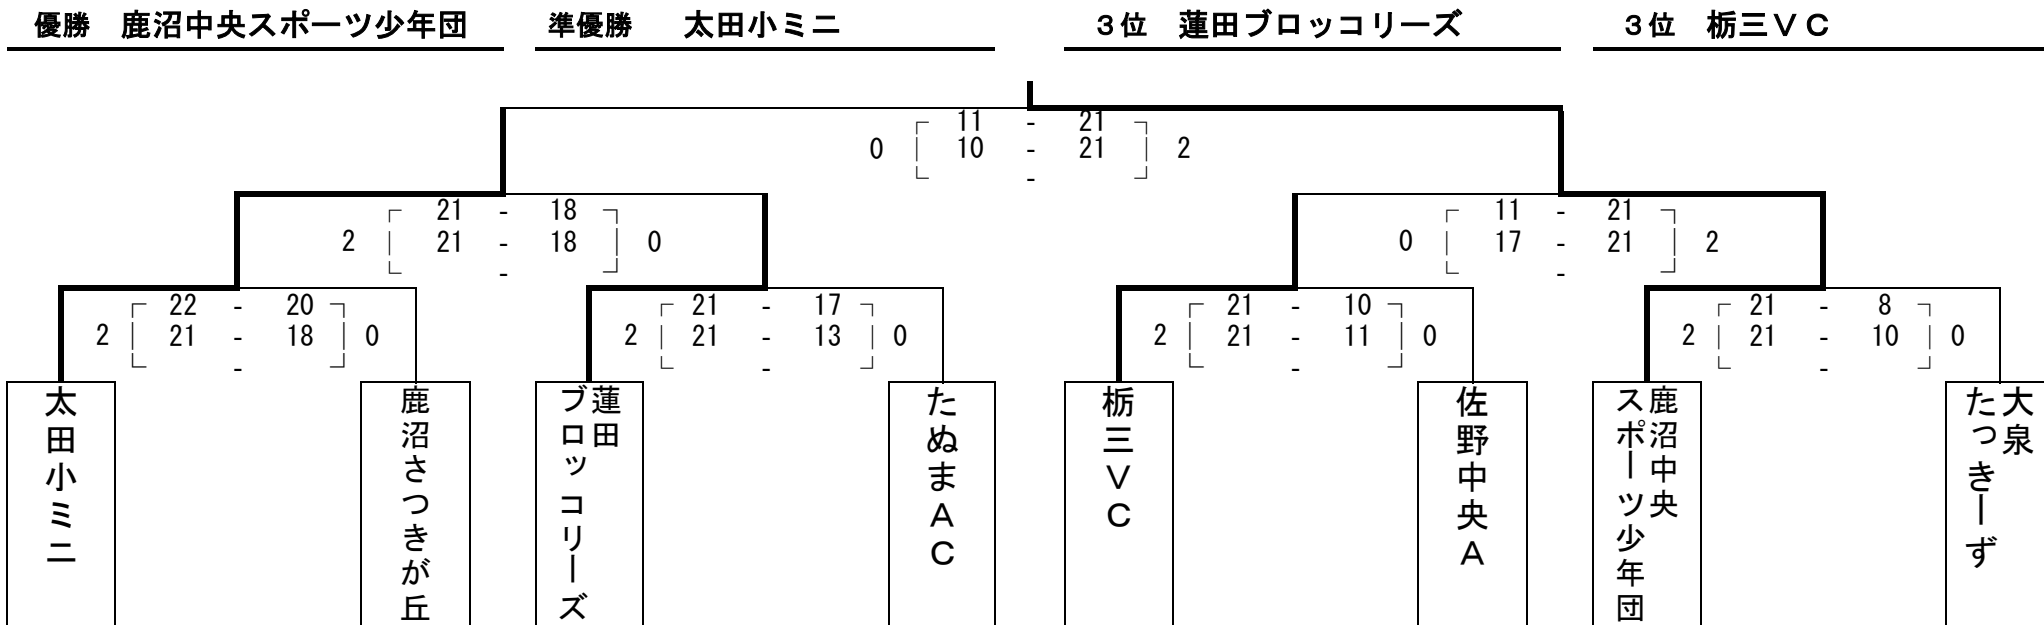 優勝 鹿沼中央スポーツ少年団 準優勝 太田小ミニ 3位 蓮田ブロッコリーズ 3位 栃三VC
11 - 21
0 10 - 21 2
-
21 - 18 11 - 21
2 21 - 18 0 0 17 - 21 2
- -
22 - 20 21 - 17 21 - 10 21 - 8
2 21 - 18 0 2 21 - 13 0 2 21 - 11 0 2 21 - 10 0
- - - -
太田小ミニ
鹿沼さつきが丘
蓮田
ブロッコリーズ
たぬまAC
栃三VC
佐野中央A
鹿沼中央
スポーツ少年団
大泉
たっきーず